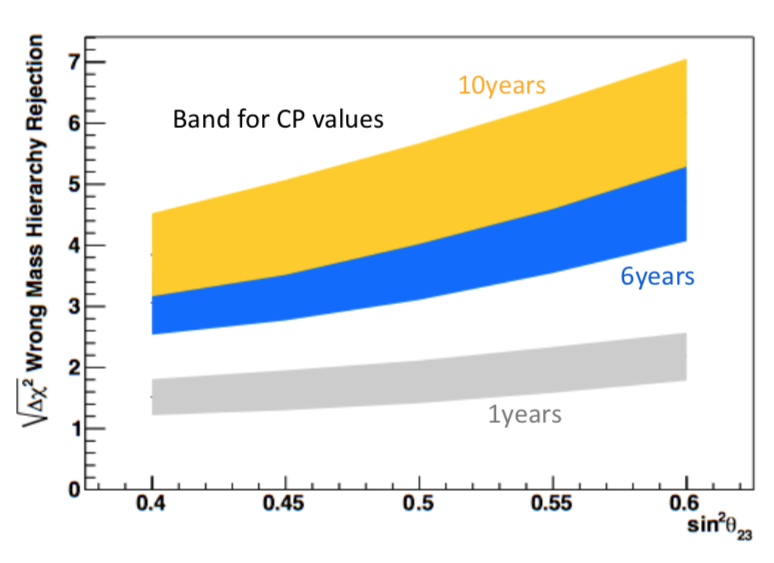 √Δχ² Wrong Mass Hierarchy Rejection
7
10years
Band for CP values
6
5
4
6years
3
2
1years
1
0
0.4 0.45 0.5 0.55 0.6
sin²θ₂₃